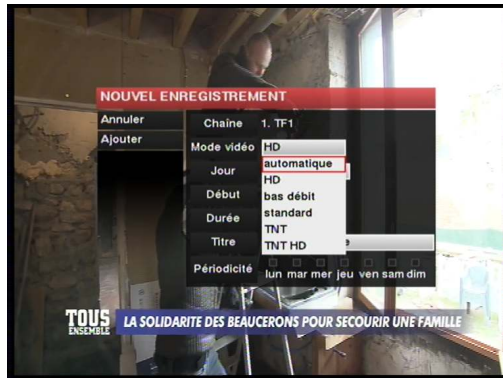 NOUVEL ENREGISTREMENT
Annuler
Ajouter
Chaîne 1. TF1
Mode vidéo HD
automatique
HD
bas débit
standard
TNT
TNT HD
Jour
Début
Durée
Titre e
Périodicité lun mar mer jeu ven sam dim
TOUS ENSEMBLE
LA SOLIDARITE DES BEAUCERONS POUR SECOURIR UNE FAMILLE